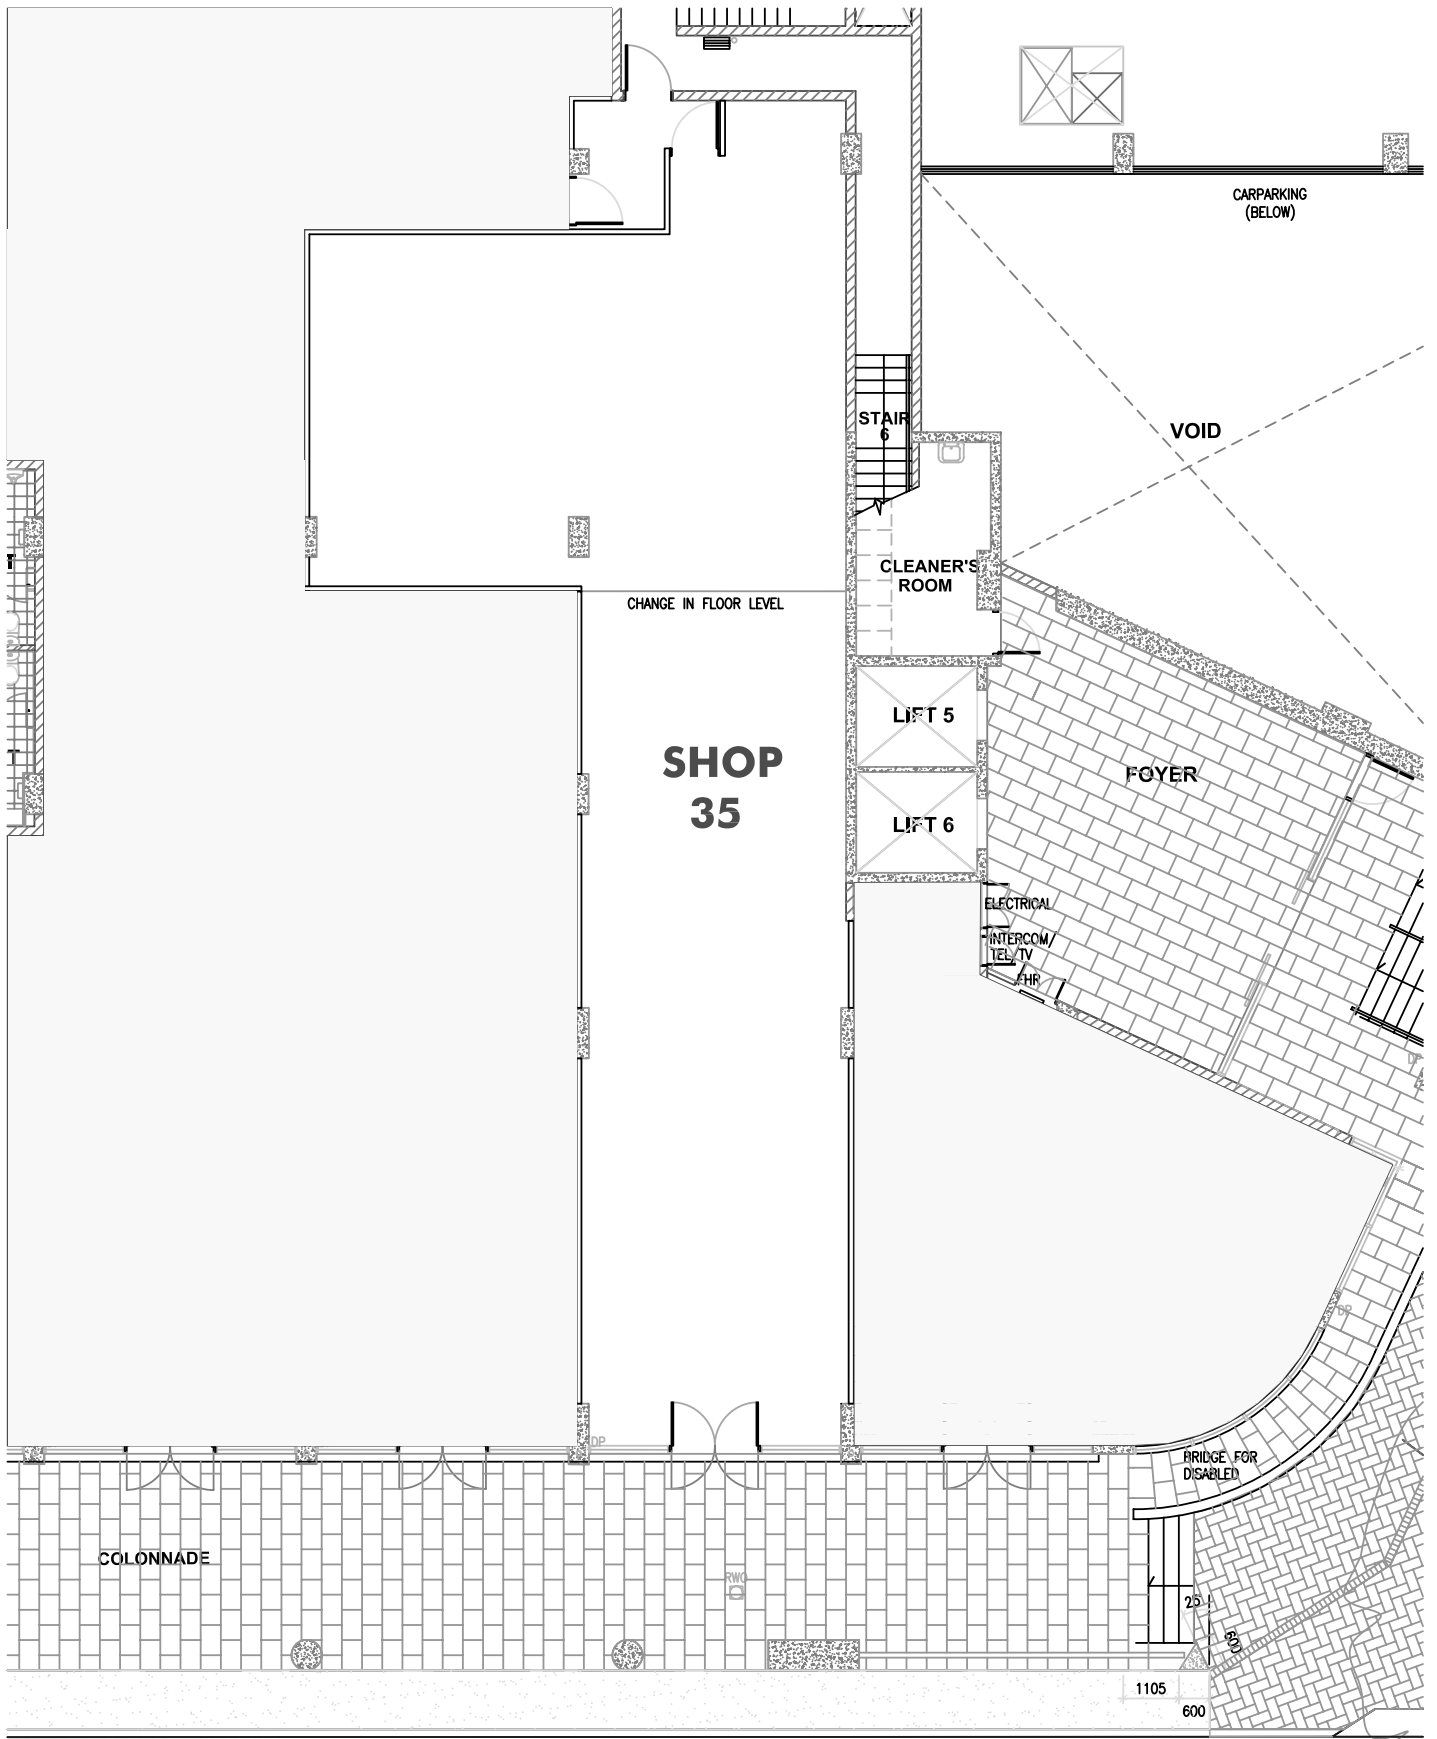 CARPARKING
(BELOW)
STAIR
6
VOID
CLEANER'S
ROOM
CHANGE IN FLOOR LEVEL
LIFT 5
SHOP
35
FOYER
LIFT 6
ELECTRICAL
INTERCOM/
TEL/TV
FHR
DP
DP
DP
BRIDGE FOR
DISABLED
COLONNADE
RWO
25
600
1105
600